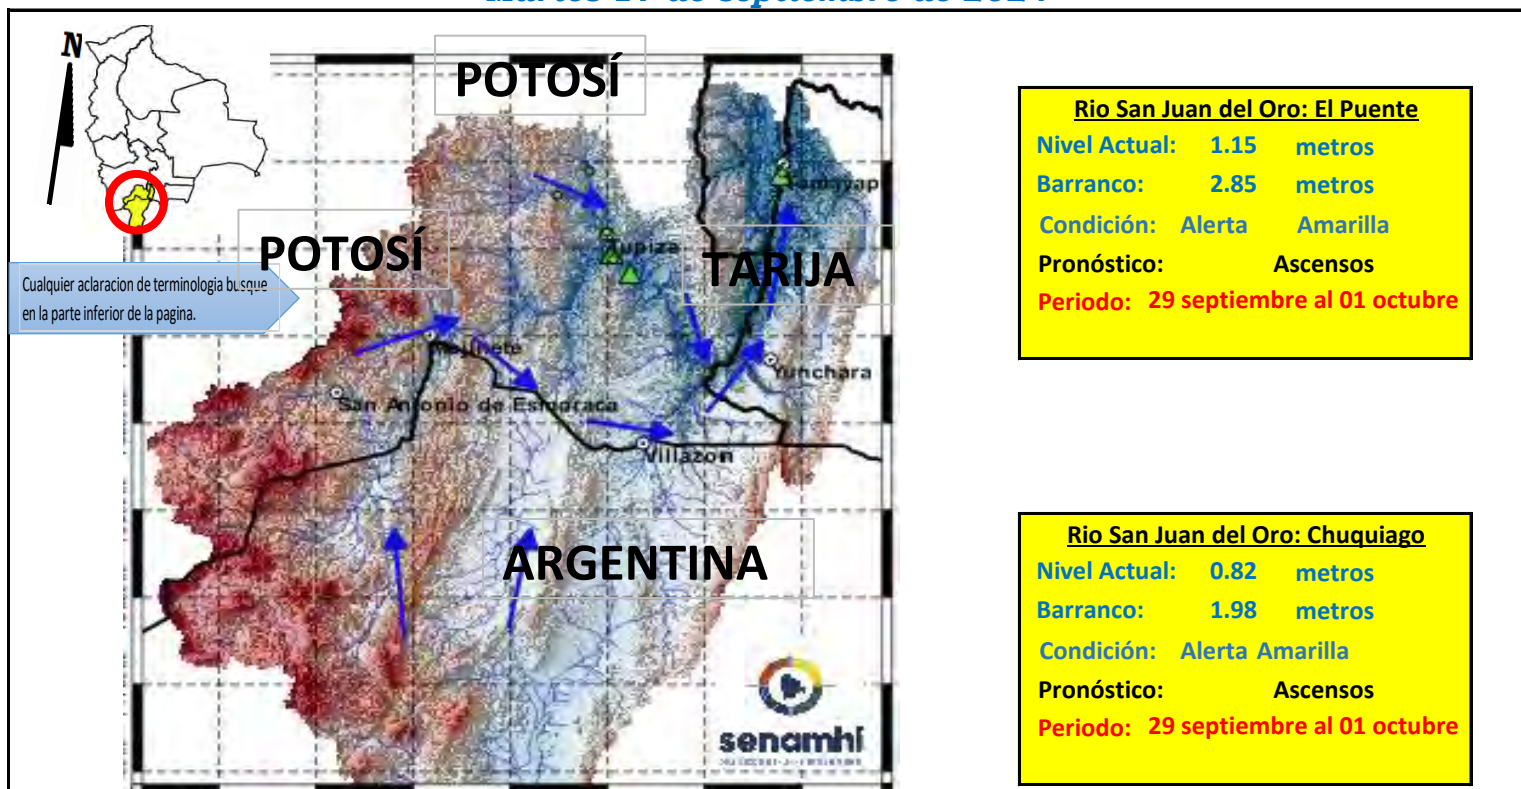 N
POTOSÍ
POTOSÍ
TARIJA
ARGENTINA
Cualquier aclaracion de terminologia busque
en la parte inferior de la pagina.
Tupiza
San Antonio de Esmoraca
Yunchara
Villazon
senamhi
Rio San Juan del Oro: El Puente
Nivel Actual: 1.15 metros
Barranco: 2.85 metros
Condición: Alerta Amarilla
Pronóstico: Ascensos
Periodo: 29 septiembre al 01 octubre
Rio San Juan del Oro: Chuquiago
Nivel Actual: 0.82 metros
Barranco: 1.98 metros
Condición: Alerta Amarilla
Pronóstico: Ascensos
Periodo: 29 septiembre al 01 octubre